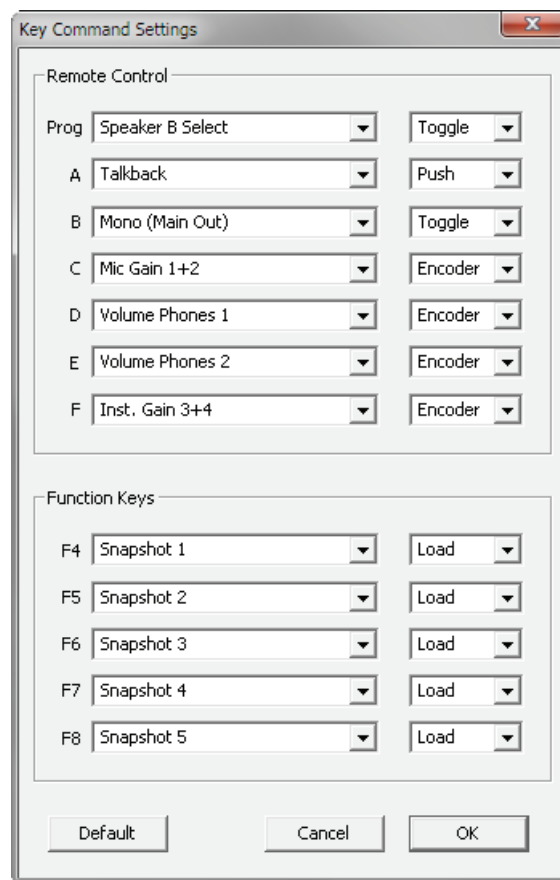 Key Command Settings
Remote Control
Prog Speaker B Select Toggle
A Talkback Push
B Mono (Main Out) Toggle
C Mic Gain 1+2 Encoder
D Volume Phones 1 Encoder
E Volume Phones 2 Encoder
F Inst. Gain 3+4 Encoder
Function Keys
F4 Snapshot 1 Load
F5 Snapshot 2 Load
F6 Snapshot 3 Load
F7 Snapshot 4 Load
F8 Snapshot 5 Load
Default Cancel OK